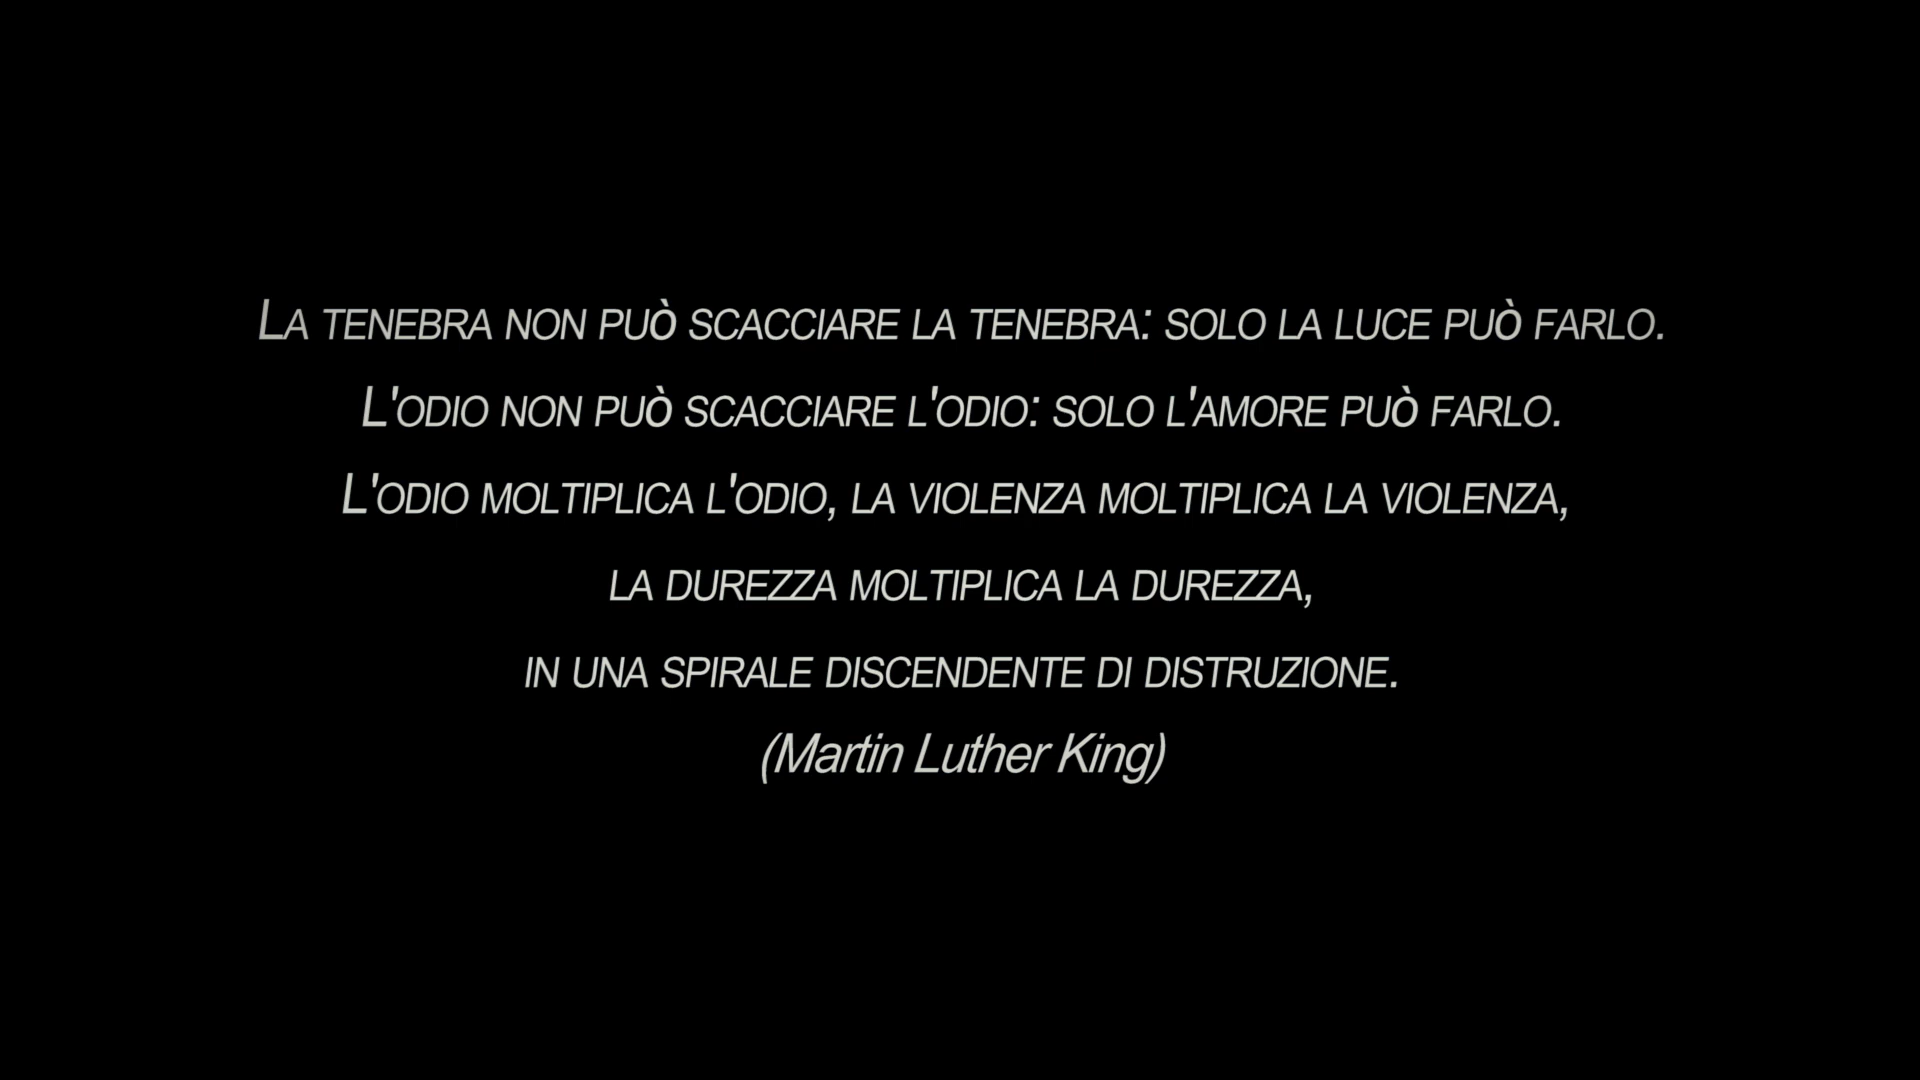 La tenebra non può scacciare la tenebra: solo la luce può farlo.
L'odio non può scacciare l'odio: solo l'amore può farlo.
L'odio moltiplica l'odio, la violenza moltiplica la violenza,
la durezza moltiplica la durezza,
in una spirale discendente di distruzione.
(Martin Luther King)